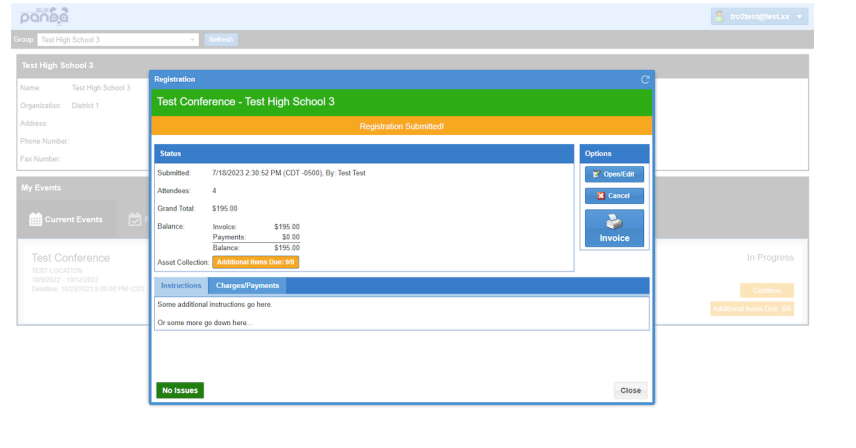 BLUE
panda
tro2test@test.xx
Group Test High School 3 Refresh
Test High School 3
Name: Test High School 3
Organization: District 1
Address:
Phone Number:
Fax Number:
My Events
Current Events
Test Conference
TEST LOCATION
10/9/2022 - 10/13/2022
Deadline: 10/23/2023 5:00:00 PM (CDT
In Progress
Continue
Additional Items Due:
Registration
Test Conference - Test High School 3
Registration Submitted!
Status
Submitted: 7/18/2023 2:30:52 PM (CDT -0500), By: Test Test
Attendees: 4
Grand Total: $195.00
Balance: Invoice: $195.00
Payments: $0.00
Balance: $195.00
Asset Collection: Additional Items Due: 9/9
Options
Open/Edit
Cancel
Invoice
Instructions Charges/Payments
Some additional instructions go here.
Or some more go down here...
No Issues
Close